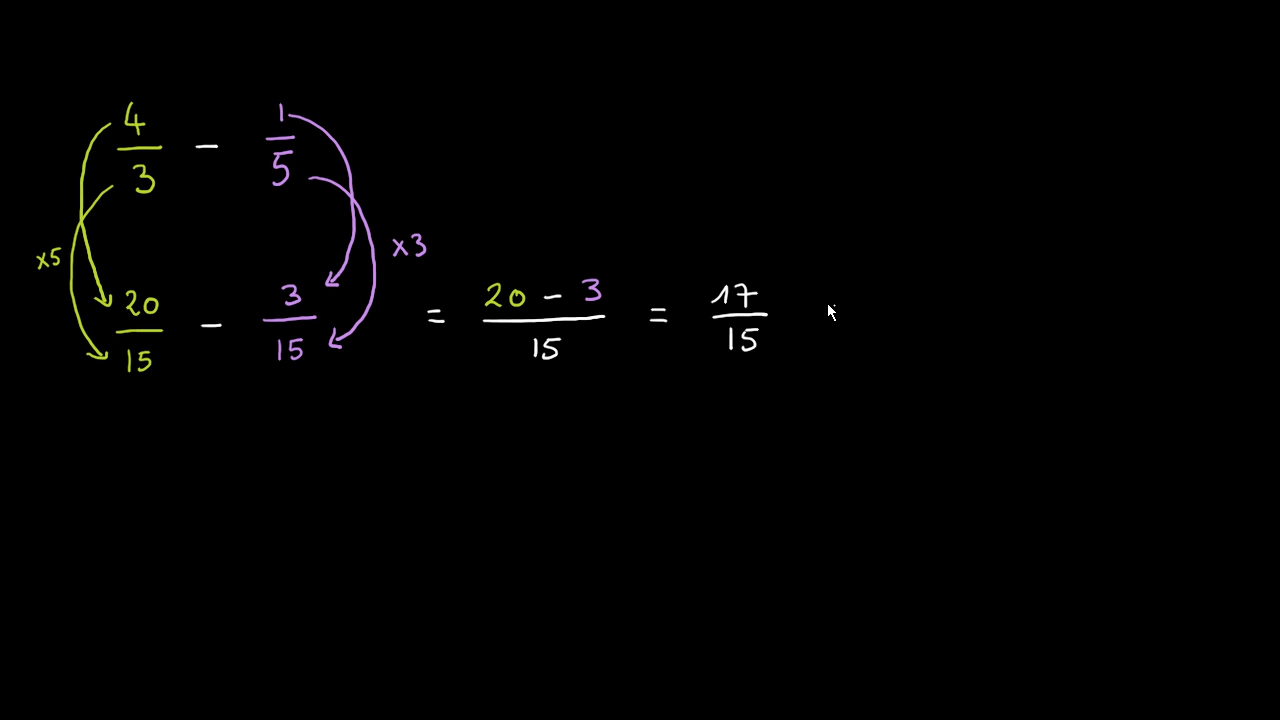 4/3 - 1/5
x5 x3
20/15 - 3/15 = 20 - 3/15 = 17/15